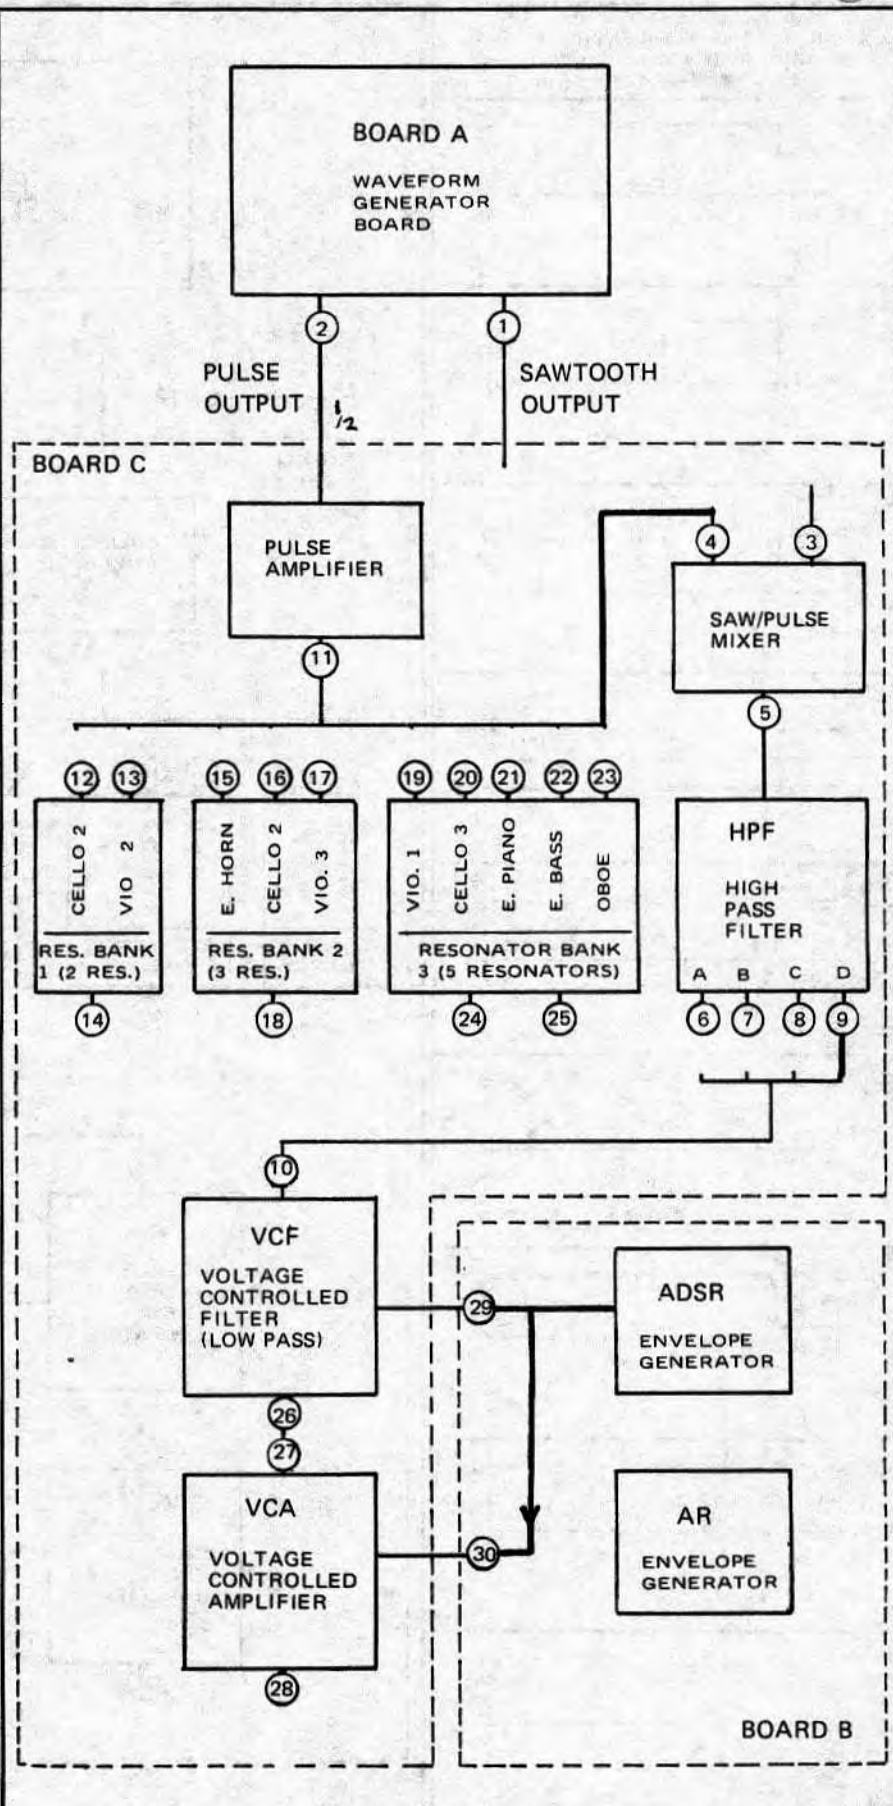 BOARD A
WAVEFORM
GENERATOR
BOARD
2
1
PULSE
OUTPUT
1/2
SAWTOOTH
OUTPUT
BOARD C
PULSE
AMPLIFIER
11
4
3
SAW/PULSE
MIXER
5
12
13
CELLO 2
VIO 2
RES. BANK
1 (2 RES.)
14
15
16
17
E. HORN
CELLO 2
VIO. 3
RES. BANK 2
(3 RES.)
18
19
20
21
22
23
VIO. 1
CELLO 3
E. PIANO
E. BASS
OBOE
RESONATOR BANK
3 (5 RESONATORS)
24
25
HPF
HIGH
PASS
FILTER
A B C D
6
7
8
9
10
VCF
VOLTAGE
CONTROLLED
FILTER
(LOW PASS)
29
ADSR
ENVELOPE
GENERATOR
26
27
VCA
VOLTAGE
CONTROLLED
AMPLIFIER
30
AR
ENVELOPE
GENERATOR
28
BOARD B